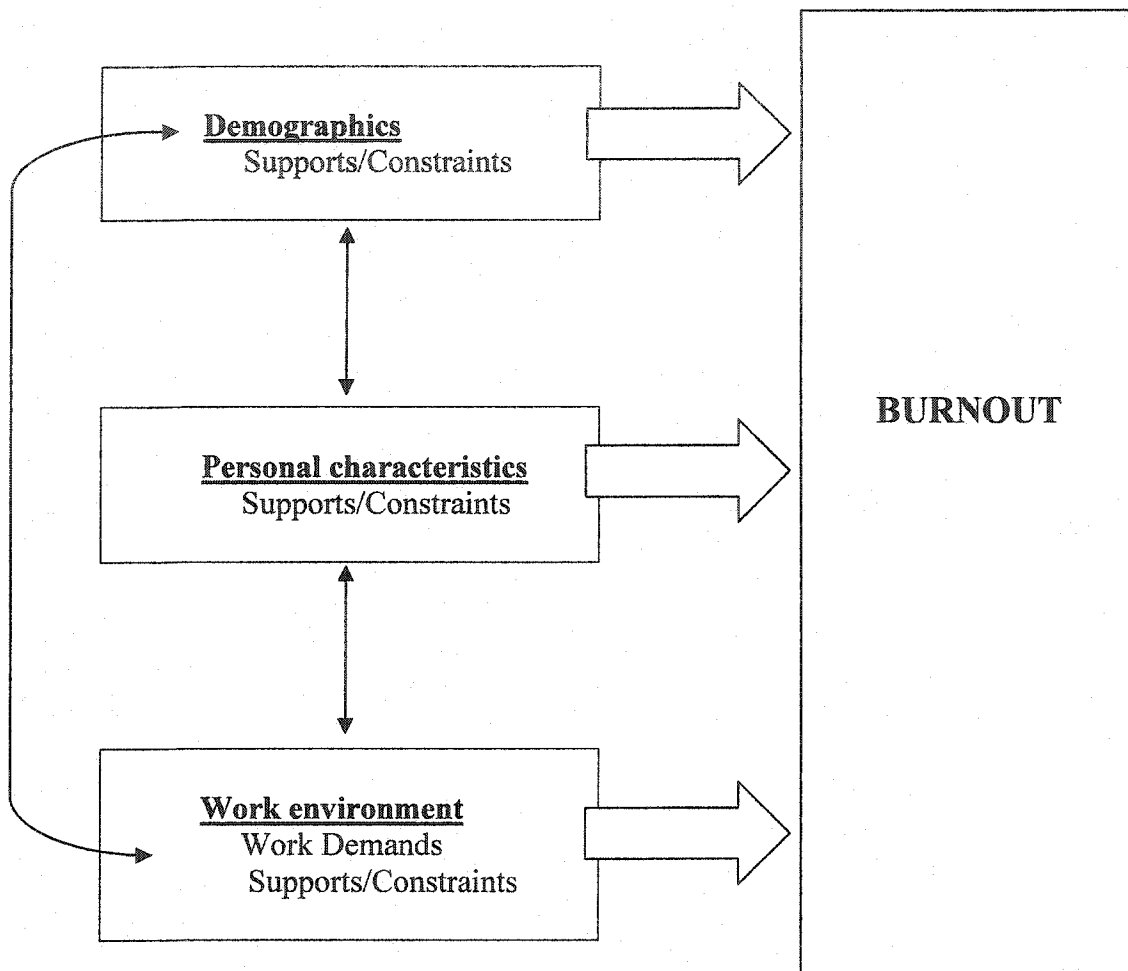 Demographics
Supports/Constraints
Personal characteristics
Supports/Constraints
BURNOUT
Work environment
Work Demands
Supports/Constraints